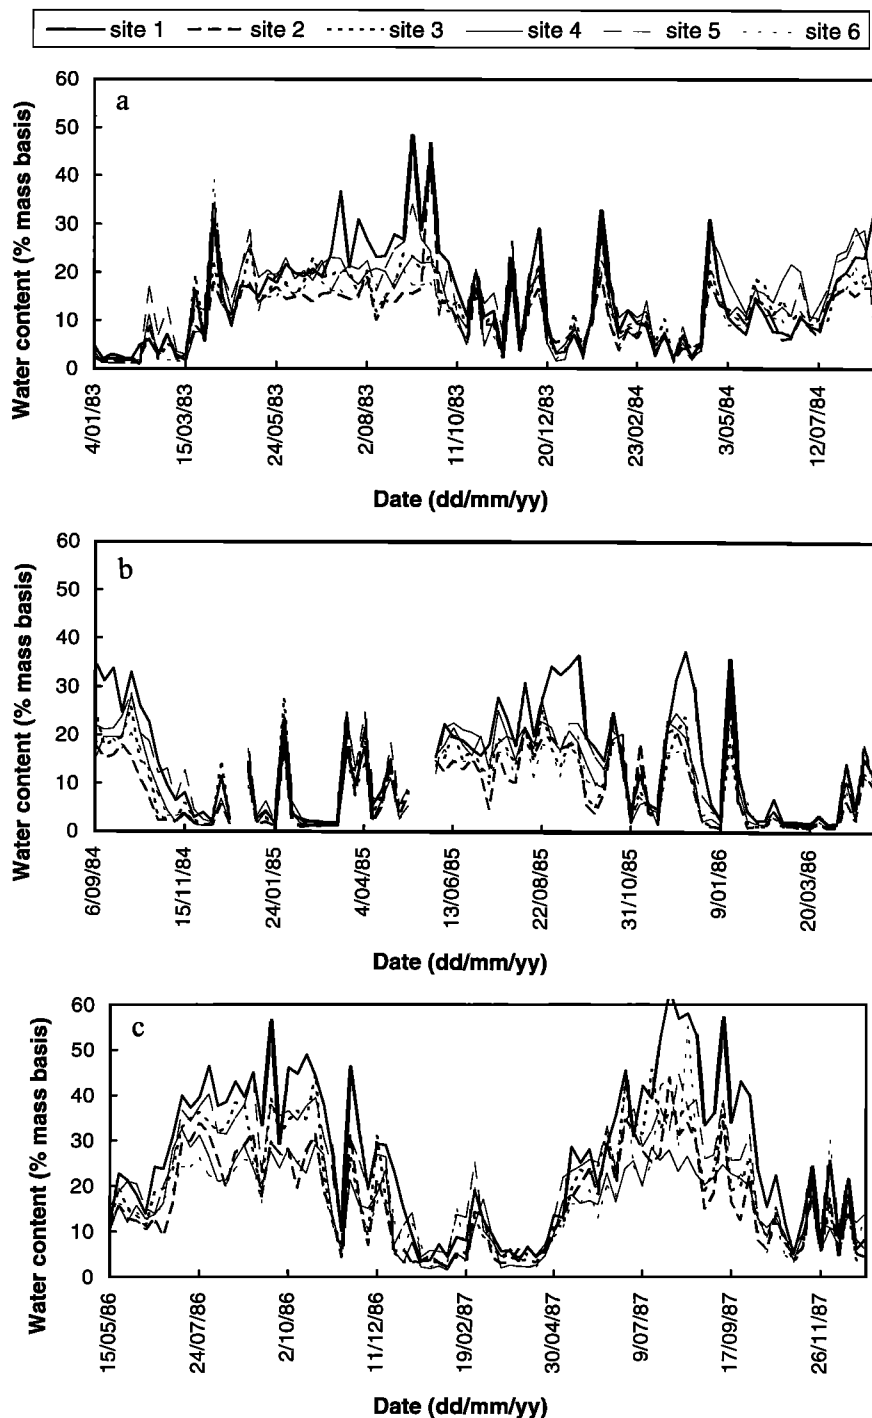 site 1 site 2 site 3 site 4 site 5 site 6
a
Water content (% mass basis)
60
50
40
30
20
10
0
4/01/83 15/03/83 24/05/83 2/08/83 11/10/83 20/12/83 23/02/84 3/05/84 12/07/84
Date (dd/mm/yy)
b
Water content (% mass basis)
60
50
40
30
20
10
0
6/09/84 15/11/84 24/01/85 4/04/85 13/06/85 22/08/85 31/10/85 9/01/86 20/03/86
Date (dd/mm/yy)
c
Water content (% mass basis)
60
50
40
30
20
10
0
15/05/86 24/07/86 2/10/86 11/12/86 19/02/87 30/04/87 9/07/87 17/09/87 26/11/87
Date (dd/mm/yy)